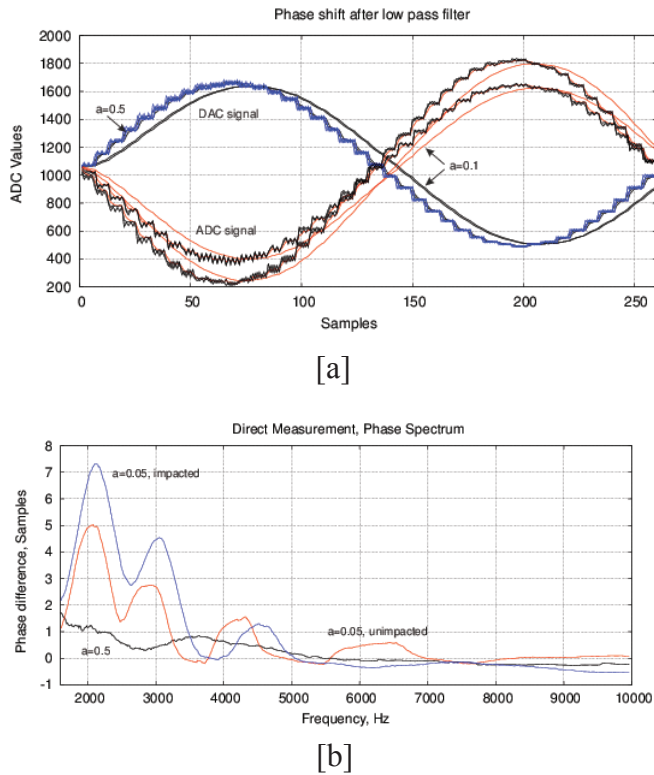 Phase shift after low pass filter
2000
1800
1600
1400
1200
1000
800
600
400
200
ADC Values
a=0.5
DAC signal
a=0.1
ADC signal
0 50 100 150 200 250
Samples
[a]
Direct Measurement, Phase Spectrum
8
7
6
5
4
3
2
1
0
-1
Phase difference, Samples
a=0.05, impacted
a=0.05, unimpacted
a=0.5
2000 3000 4000 5000 6000 7000 8000 9000 10000
Frequency, Hz
[b]